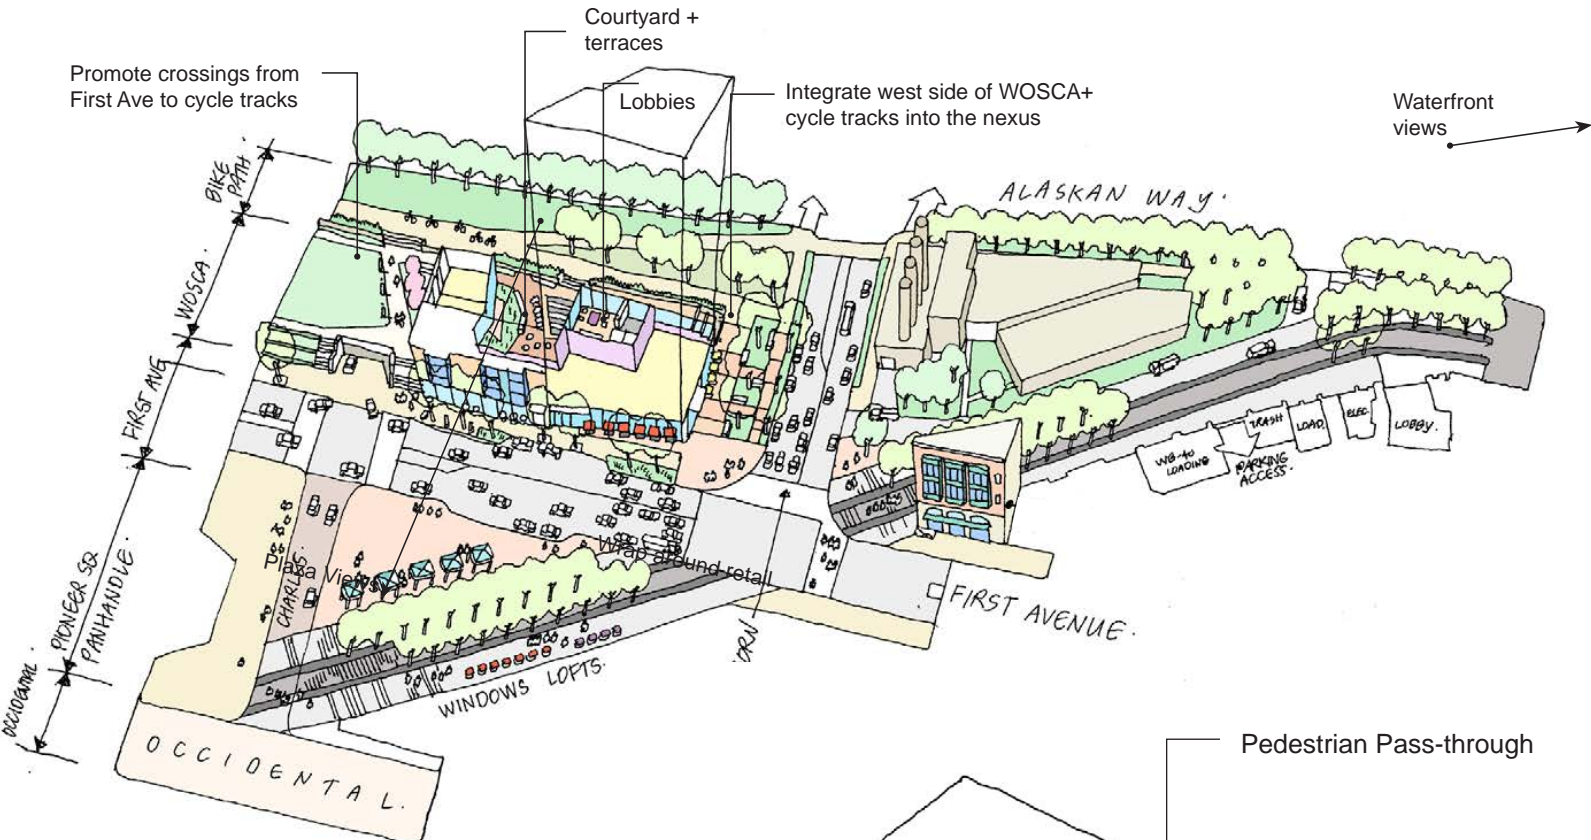 Courtyard +
terraces
Promote crossings from
First Ave to cycle tracks
Lobbies
Integrate west side of WOSCA+
cycle tracks into the nexus
Waterfront
views
BIKE
PATH.
ALASKAN WAY.
WOSCA.
FIRST AVG
WB-40
LOADING
TRASH
PARKING
ACCESS.
LOAD.
ELEC.
LOBBY.
Wrap around retail
Plaza
CHARLES.
PIONEER SQ
PANHANDLE.
FIRST AVENUE.
WINDOWS LOFTS.
OCCIDENTAL.
OCCIDENTAL.
Pedestrian Pass-through